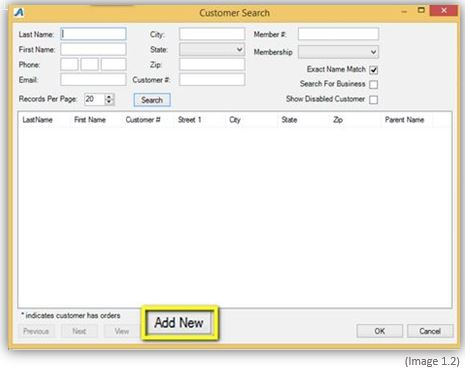 Customer Search
Last Name: City: Member #:
First Name: State: Membership
Phone: Zip: Exact Name Match
Email: Customer #: Search For Business
Records Per Page: 20 Search Show Disabled Customer
LastName First Name Customer # Street 1 City State Zip Parent Name
* indicates customer has orders
Previous Next View Add New OK Cancel
(Image 1.2)